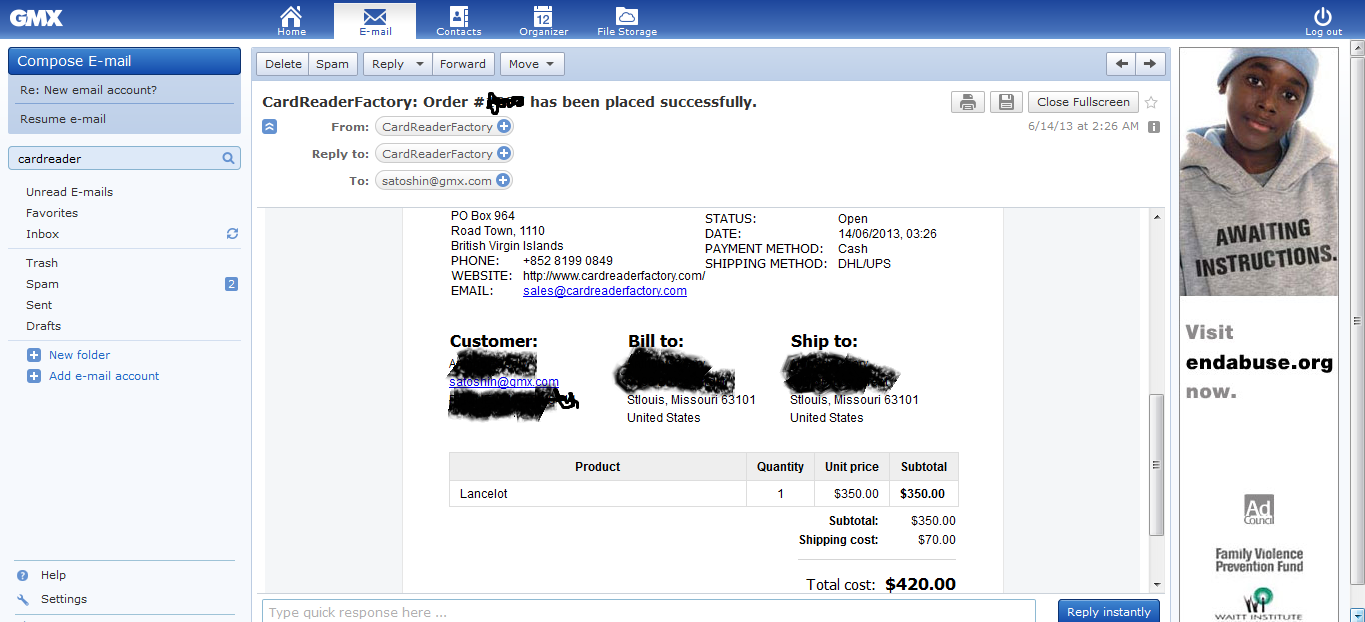 GMX
Home
E-mail
Contacts
12
Organizer
File Storage
Log out
Compose E-mail
Re: New email account?
Resume e-mail
cardreader
Unread E-mails
Favorites
Inbox
Trash
Spam 2
Sent
Drafts
New folder
Add e-mail account
Help
Settings
Delete Spam Reply Forward Move
CardReaderFactory: Order # has been placed successfully.
Close Fullscreen
From: CardReaderFactory
6/14/13 at 2:26 AM
Reply to: CardReaderFactory
To: satoshin@gmx.com
PO Box 964
Road Town, 1110
British Virgin Islands
PHONE: +852 8199 0849
WEBSITE: http://www.cardreaderfactory.com/
EMAIL: sales@cardreaderfactory.com
STATUS: Open
DATE: 14/06/2013, 03:26
PAYMENT METHOD: Cash
SHIPPING METHOD: DHL/UPS
Customer:
satoshin@gmx.com
Bill to:
Stlouis, Missouri 63101
United States
Ship to:
Stlouis, Missouri 63101
United States
Product Quantity Unit price Subtotal
Lancelot 1 $350.00 $350.00
Subtotal: $350.00
Shipping cost: $70.00
Total cost: $420.00
Type quick response here ...
Reply instantly
AWAITING
INSTRUCTIONS.
Visit
endabuse.org
now.
Ad
Council
Family Violence
Prevention Fund
WAITT INSTITUTE